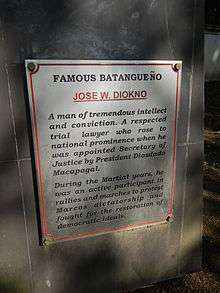 FAMOUS BATANGUEÑO
JOSE W. DIOKNO
A man of tremendous intellect
and conviction. A respected
trial lawyer who rose to
national prominence when he
was appointed Secretary of
Justice by President Diosdado
Macapagal.
During the Martial years, he
was an active participant in
rallies and marches to protest
Marcos dictatorship and
fought for the restoration of
democratic ideals.